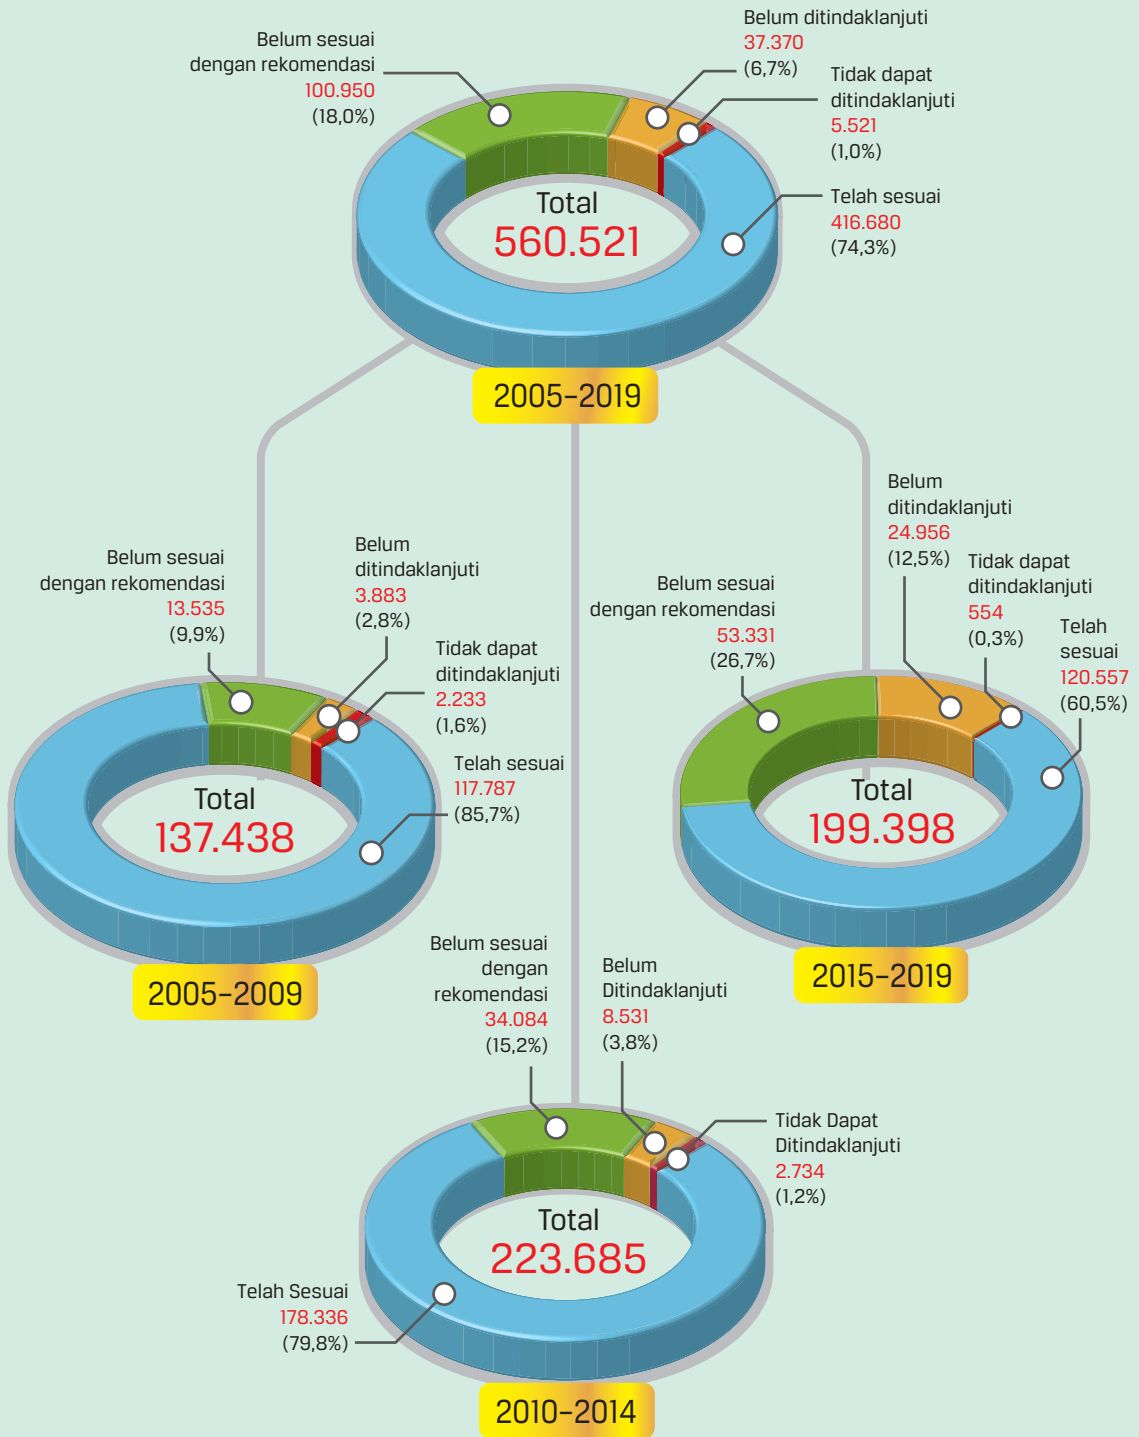 Belum sesuai
dengan rekomendasi
100.950
(18,0%)
Belum ditindaklanjuti
37.370
(6,7%)
Tidak dapat
ditindaklanjuti
5.521
(1,0%)
Telah sesuai
416.680
(74,3%)
Total
560.521
2005–2019
Belum sesuai
dengan rekomendasi
13.535
(9,9%)
Belum
ditindaklanjuti
3.883
(2,8%)
Tidak dapat
ditindaklanjuti
2.233
(1,6%)
Telah sesuai
117.787
(85,7%)
Total
137.438
2005–2009
Belum sesuai
dengan rekomendasi
53.331
(26,7%)
Belum
ditindaklanjuti
24.956
(12,5%)
Tidak dapat
ditindaklanjuti
554
(0,3%)
Telah
sesuai
120.557
(60,5%)
Total
199.398
2015–2019
Belum sesuai
dengan
rekomendasi
34.084
(15,2%)
Belum
Ditindaklanjuti
8.531
(3,8%)
Tidak Dapat
Ditindaklanjuti
2.734
(1,2%)
Total
223.685
Telah Sesuai
178.336
(79,8%)
2010–2014